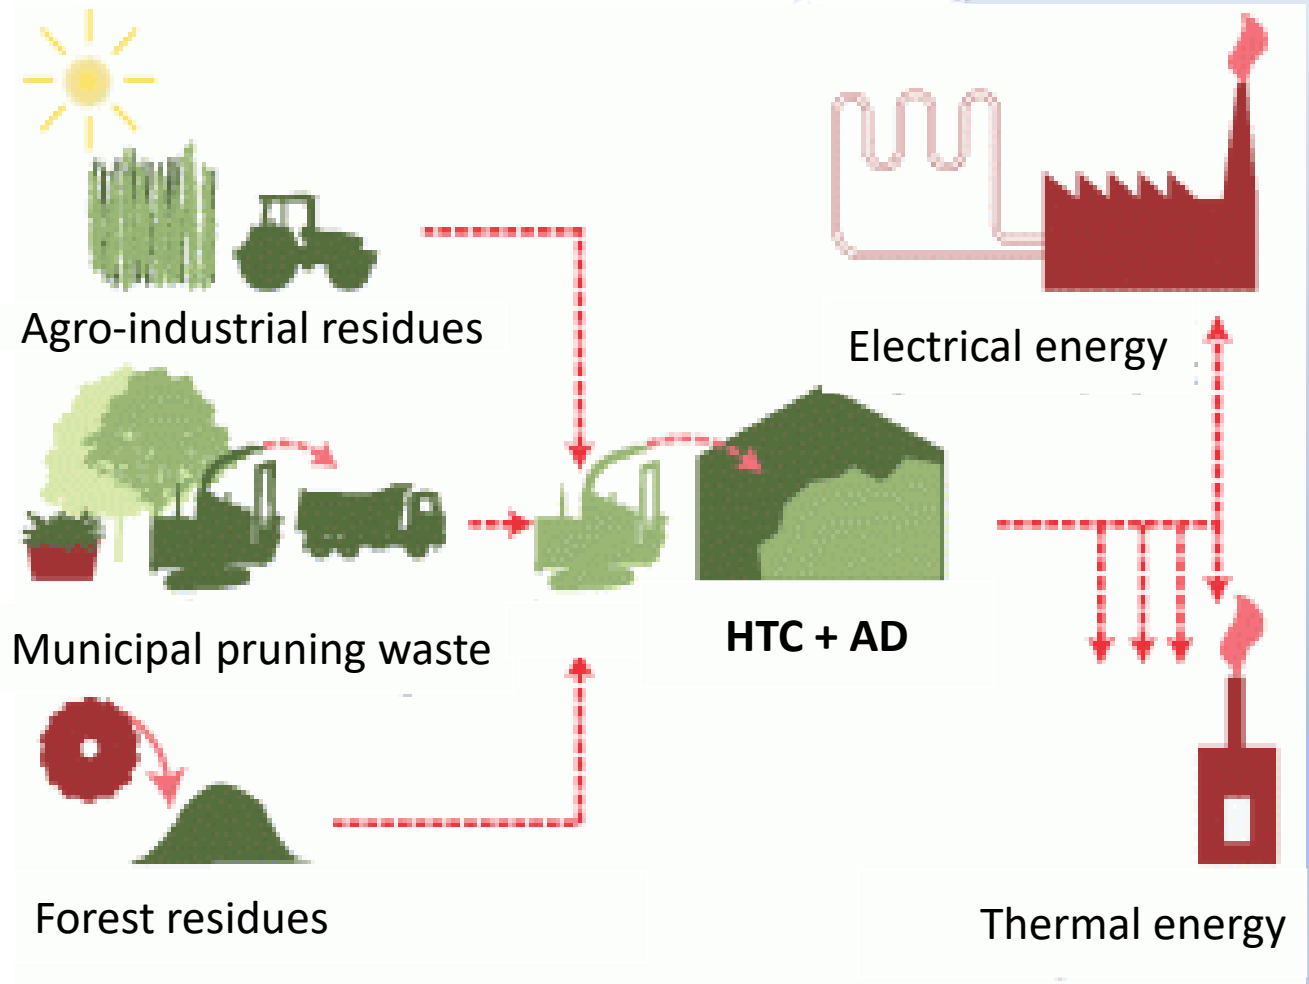 Agro-industrial residues
Electrical energy
Municipal pruning waste
HTC + AD
Forest residues
Thermal energy